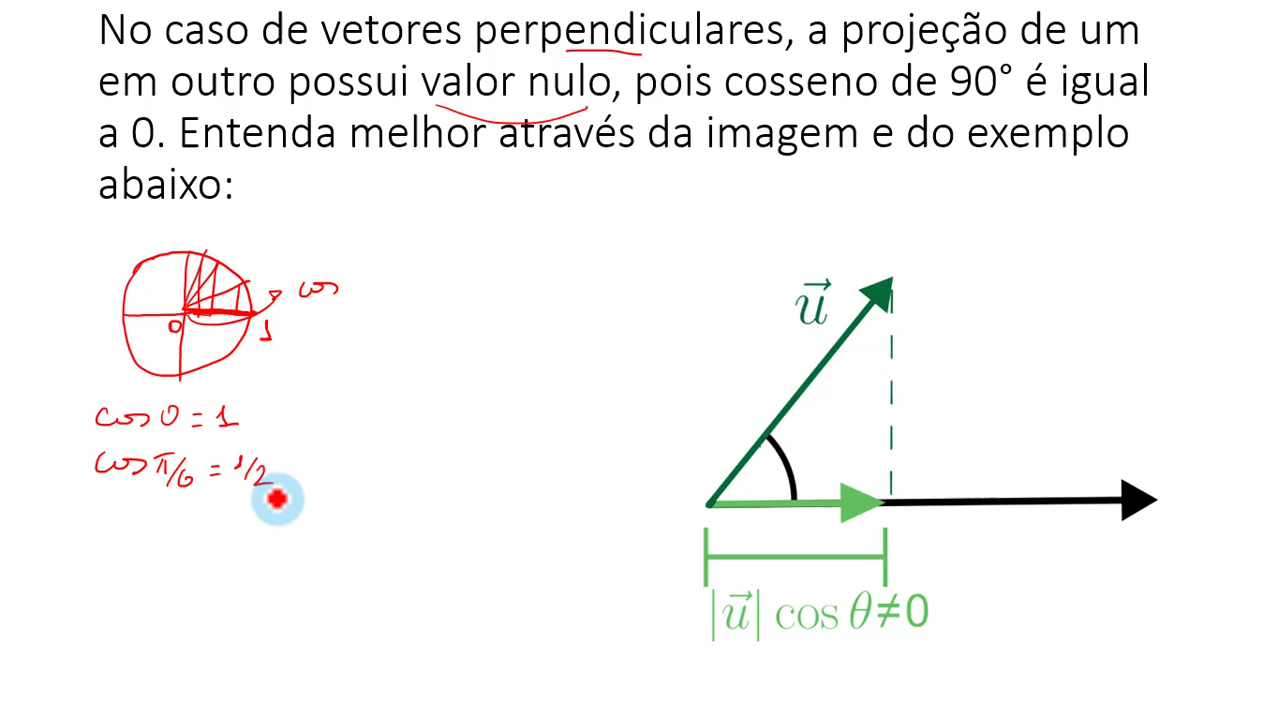 No caso de vetores perpendiculares, a projeção de um
em outro possui valor nulo, pois cosseno de 90° é igual
a 0. Entenda melhor através da imagem e do exemplo
abaixo:
cos
0
1
cos 0 = 1
cos π/6 = 1/2
u⃗
|u⃗| cos θ≠0